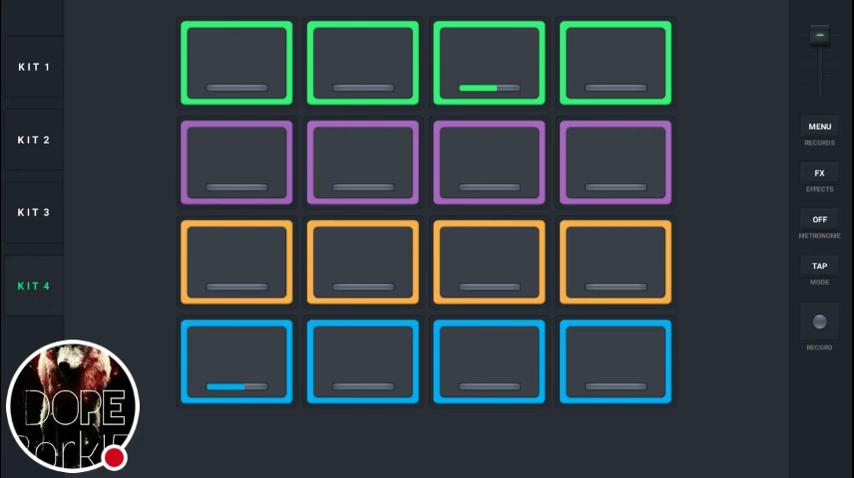 KIT 1
KIT 2
KIT 3
KIT 4
MENU
RECORDS
FX
EFFECTS
OFF
METRONOME
TAP
MODE
RECORD
DOPE